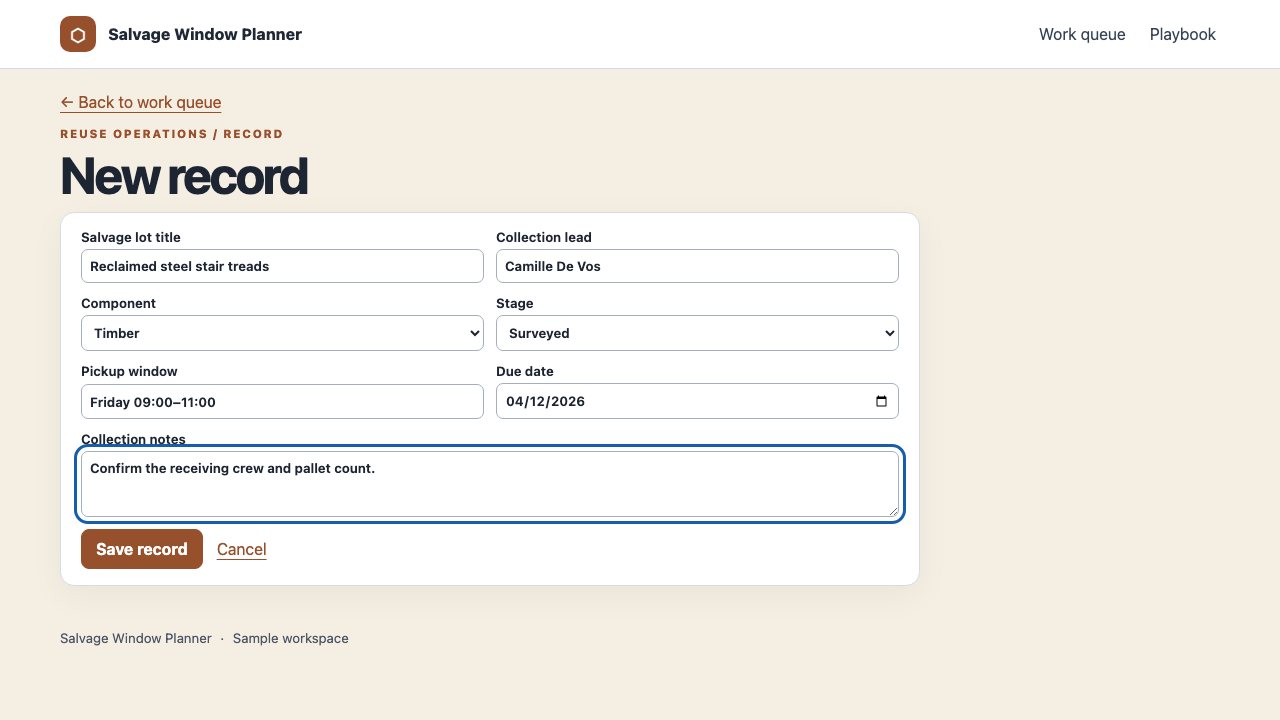 Salvage Window Planner
Work queue
Playbook
← Back to work queue
REUSE OPERATIONS / RECORD
New record
Salvage lot title
Collection lead
Reclaimed steel stair treads
Camille De Vos
Component
Stage
Timber
Surveyed
Pickup window
Due date
Friday 09:00–11:00
04/12/2026
Collection notes
Confirm the receiving crew and pallet count.
Save record
Cancel
Salvage Window Planner · Sample workspace